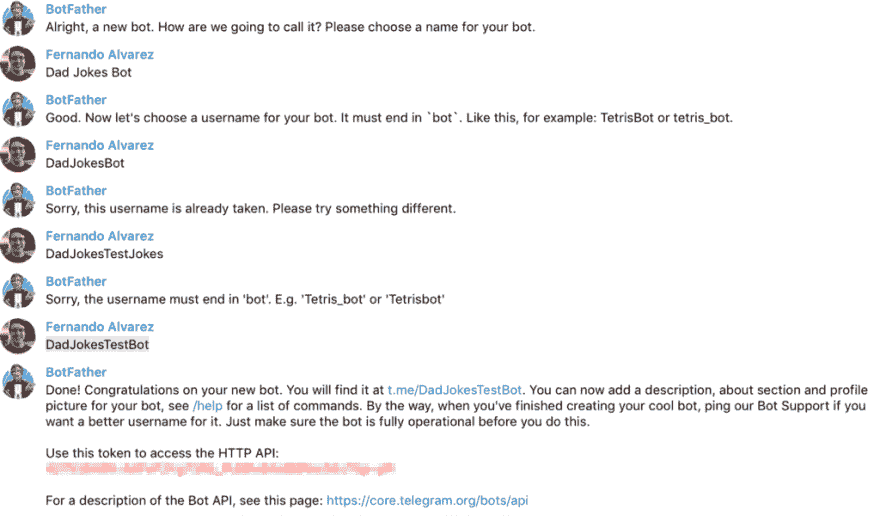 BotFather
Alright, a new bot. How are we going to call it? Please choose a name for your bot.
Fernando Alvarez
Dad Jokes Bot
BotFather
Good. Now let's choose a username for your bot. It must end in `bot`. Like this, for example: TetrisBot or tetris_bot.
Fernando Alvarez
DadJokesBot
BotFather
Sorry, this username is already taken. Please try something different.
Fernando Alvarez
DadJokesTestJokes
BotFather
Sorry, the username must end in 'bot'. E.g. 'Tetris_bot' or 'Tetrisbot'
Fernando Alvarez
DadJokesTestBot
BotFather
Done! Congratulations on your new bot. You will find it at t.me/DadJokesTestBot. You can now add a description, about section and profile
picture for your bot, see /help for a list of commands. By the way, when you've finished creating your cool bot, ping our Bot Support if you
want a better username for it. Just make sure the bot is fully operational before you do this.
Use this token to access the HTTP API:
For a description of the Bot API, see this page: https://core.telegram.org/bots/api